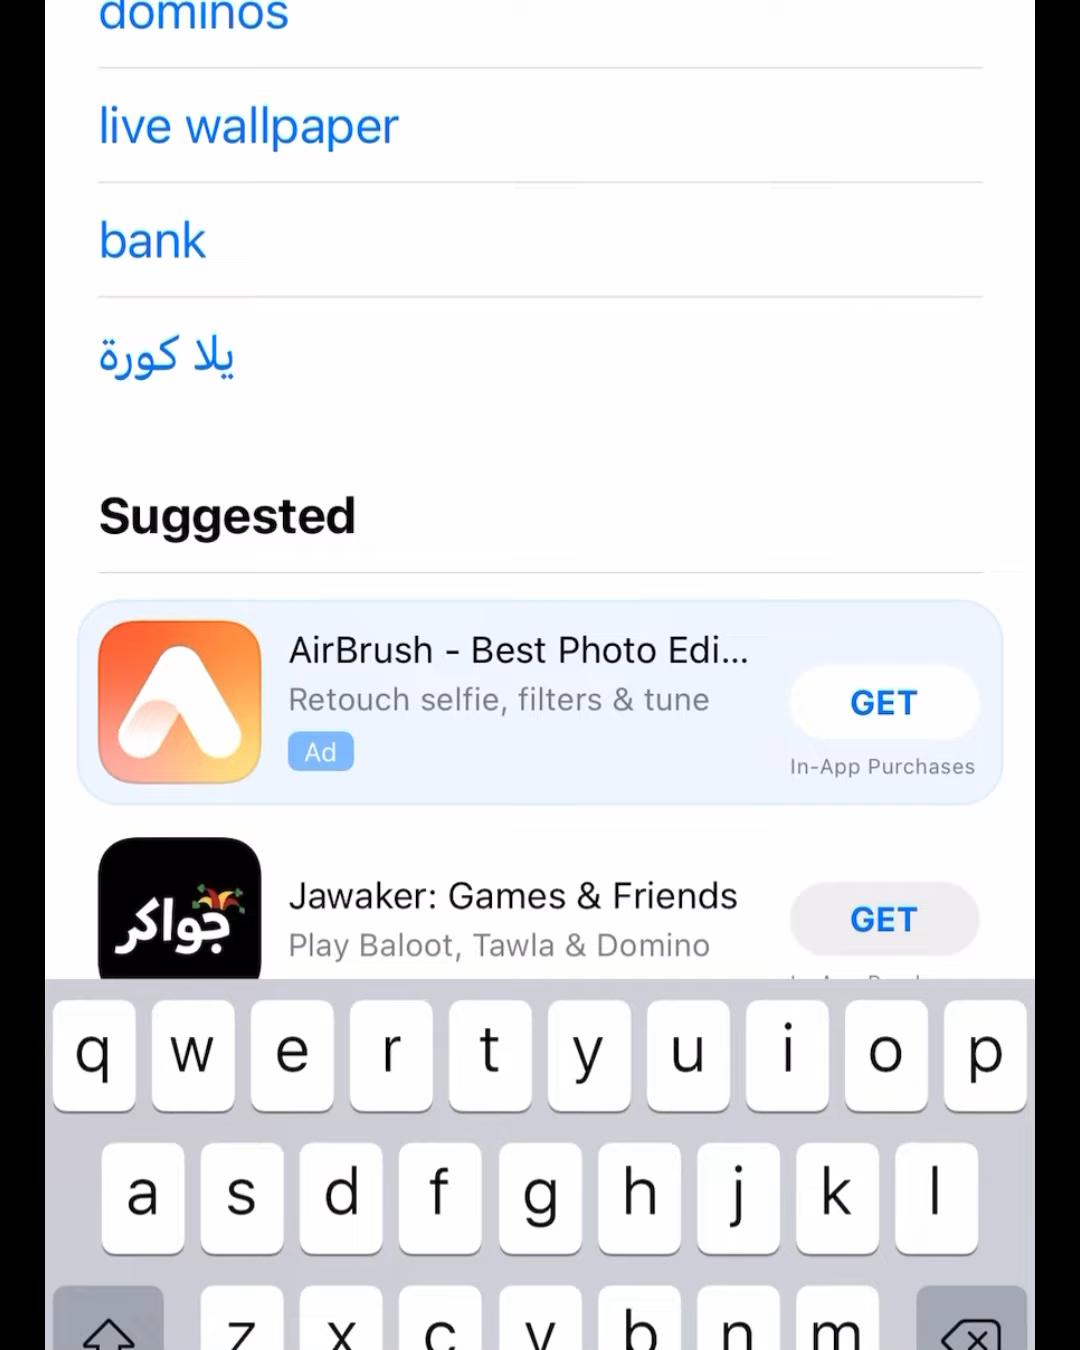 dominos
live wallpaper
bank
يلا كورة
Suggested
AirBrush - Best Photo Edi...
Retouch selfie, filters & tune
Ad
GET
In-App Purchases
جواكر
Jawaker: Games & Friends
Play Baloot, Tawla & Domino
GET
q w e r t y u i o p
a s d f g h j k l
z x c v b n m